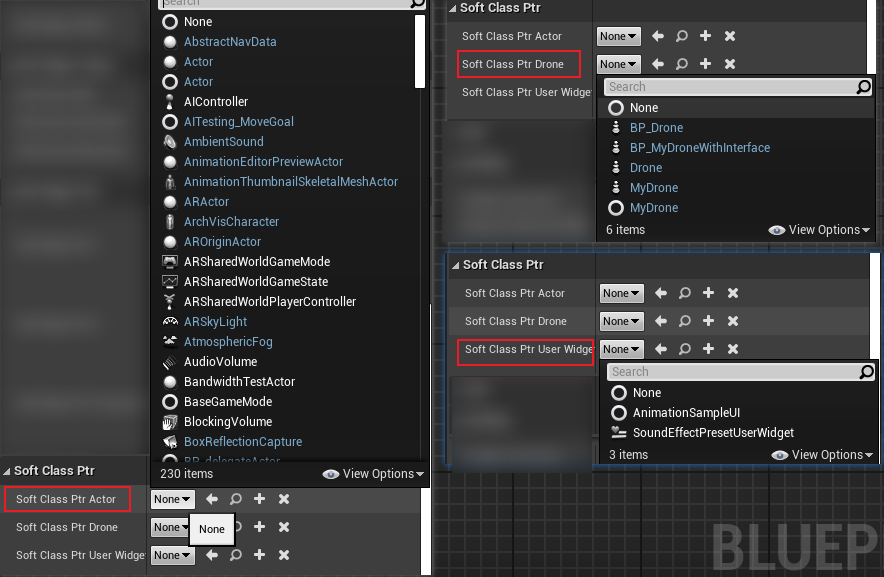 Search
None
AbstractNavData
Actor
Actor
AIController
AITesting_MoveGoal
AmbientSound
AnimationEditorPreviewActor
AnimationThumbnailSkeletalMeshActor
ARActor
ArchVisCharacter
AROriginActor
ARSharedWorldGameMode
ARSharedWorldGameState
ARSharedWorldPlayerController
ARSkyLight
AtmosphericFog
AudioVolume
BandwidthTestActor
BaseGameMode
BlockingVolume
BoxReflectionCapture
BP_delegateActor
230 items View Options
Soft Class Ptr
Soft Class Ptr Actor None
Soft Class Ptr Drone None
None
Soft Class Ptr User Widge None
Soft Class Ptr
Soft Class Ptr Actor None
Soft Class Ptr Drone None
Soft Class Ptr User Widge
Search
None
BP_Drone
BP_MyDroneWithInterface
Drone
MyDrone
MyDrone
6 items View Options
Soft Class Ptr
Soft Class Ptr Actor None
Soft Class Ptr Drone None
Soft Class Ptr User Widge None
Search
None
AnimationSampleUI
SoundEffectPresetUserWidget
3 items View Options
BLUEP